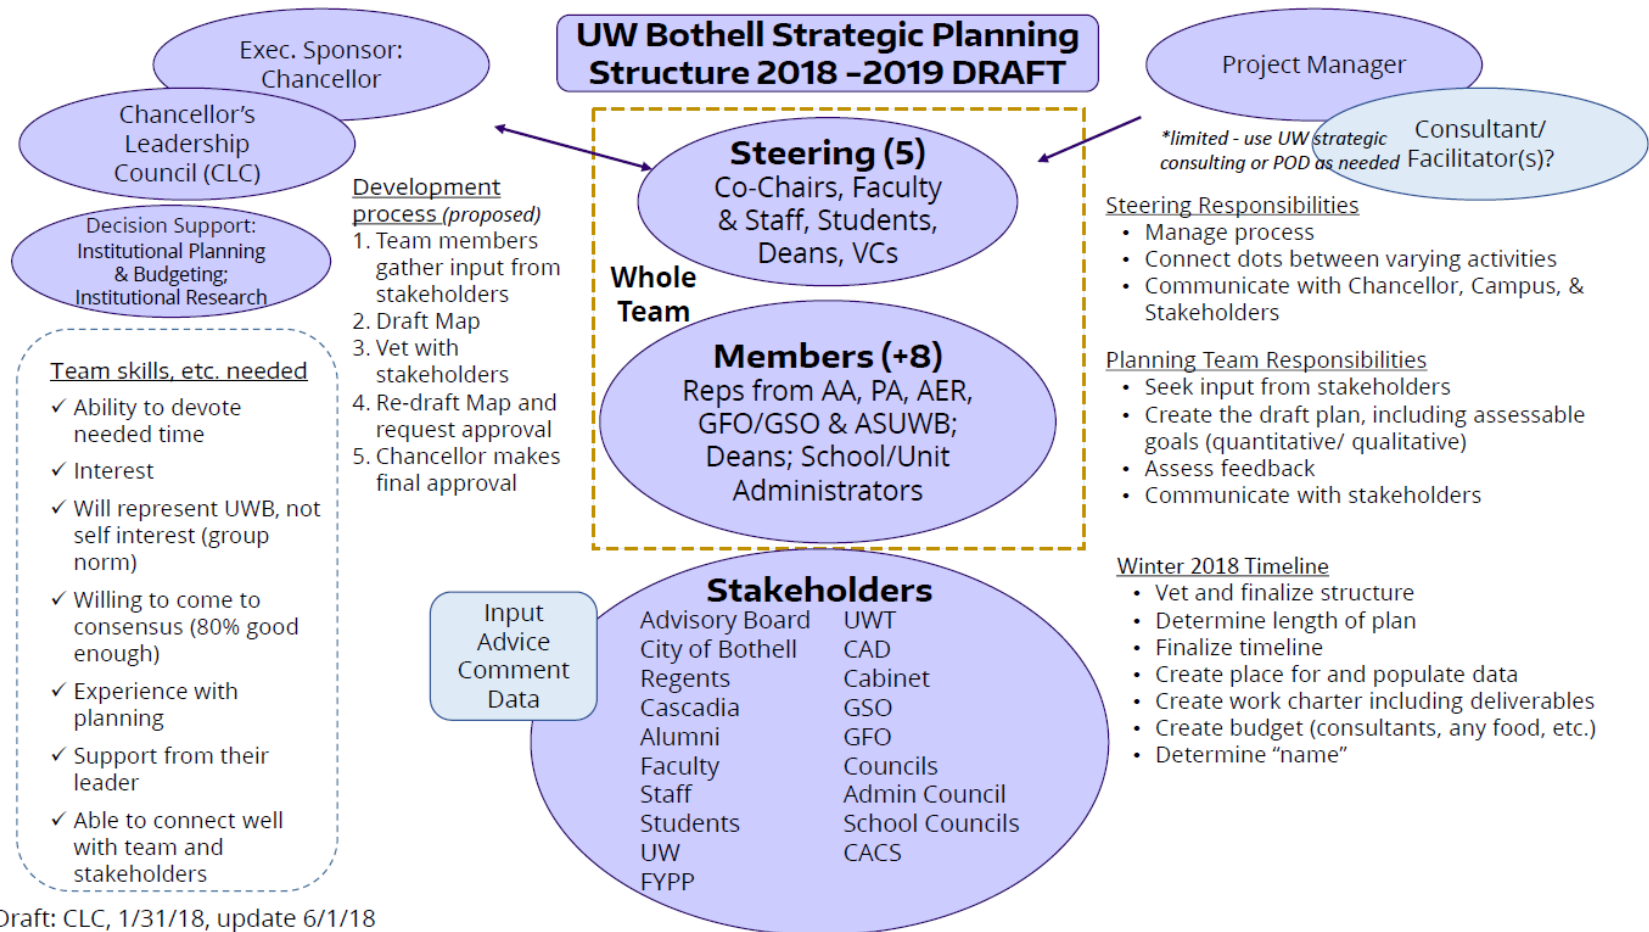 UW Bothell Strategic Planning
Structure 2018 –2019 DRAFT
Exec. Sponsor:
Chancellor
Chancellor's
Leadership
Council (CLC)
Decision Support:
Institutional Planning
& Budgeting;
Institutional Research
Team skills, etc. needed
✓ Ability to devote
needed time
✓ Interest
✓ Will represent UWB, not
self interest (group
norm)
✓ Willing to come to
consensus (80% good
enough)
✓ Experience with
planning
✓ Support from their
leader
✓ Able to connect well
with team and
stakeholders
Draft: CLC, 1/31/18, update 6/1/18
Development
process (proposed)
1. Team members
gather input from
stakeholders
2. Draft Map
3. Vet with
stakeholders
4. Re-draft Map and
request approval
5. Chancellor makes
final approval
Steering (5)
Co-Chairs, Faculty
& Staff, Students,
Deans, VCs
Whole
Team
Members (+8)
Reps from AA, PA, AER,
GFO/GSO & ASUWB;
Deans; School/Unit
Administrators
Input
Advice
Comment
Data
Stakeholders
Advisory Board
City of Bothell
Regents
Cascadia
Alumni
Faculty
Staff
Students
UW
FYPP
UWT
CAD
Cabinet
GSO
GFO
Councils
Admin Council
School Councils
CACS
Project Manager
*limited - use UW strategic
consulting or POD as needed
Consultant/
Facilitator(s)?
Steering Responsibilities
• Manage process
• Connect dots between varying activities
• Communicate with Chancellor, Campus, &
Stakeholders
Planning Team Responsibilities
• Seek input from stakeholders
• Create the draft plan, including assessable
goals (quantitative/ qualitative)
• Assess feedback
• Communicate with stakeholders
Winter 2018 Timeline
• Vet and finalize structure
• Determine length of plan
• Finalize timeline
• Create place for and populate data
• Create work charter including deliverables
• Create budget (consultants, any food, etc.)
• Determine “name”